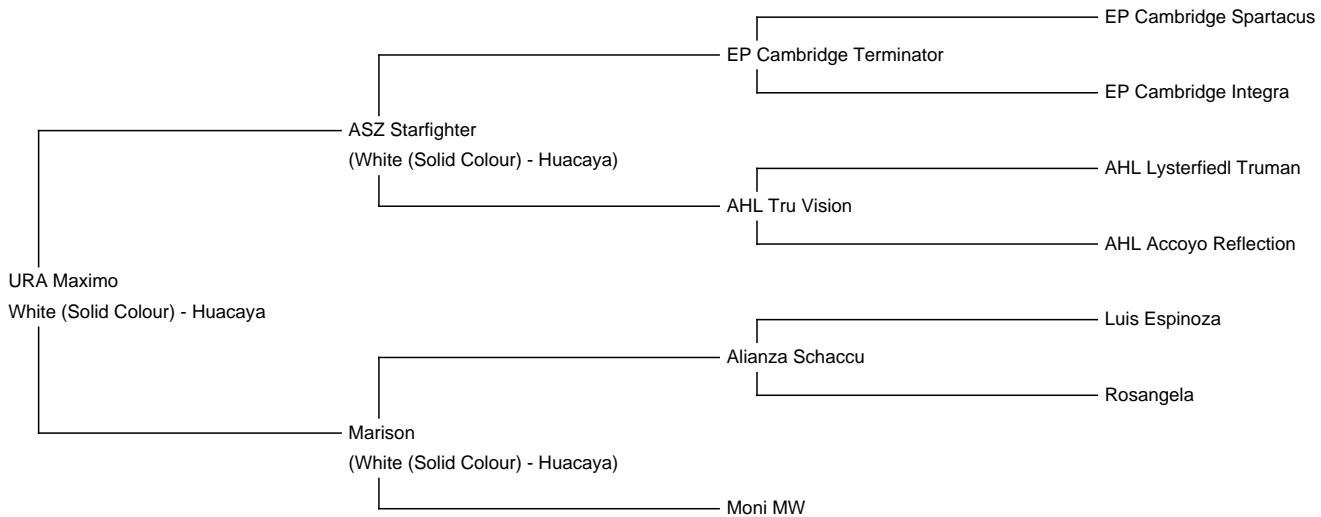 EP Cambridge Spartacus
EP Cambridge Terminator
EP Cambridge Integra
ASZ Starfighter
(White (Solid Colour) - Huacaya)
AHL Lysterfiedl Truman
AHL Tru Vision
AHL Accoyo Reflection
URA Maximo
White (Solid Colour) - Huacaya
Luis Espinoza
Alianza Schaccu
Rosangela
Marison
(White (Solid Colour) - Huacaya)
Moni MW